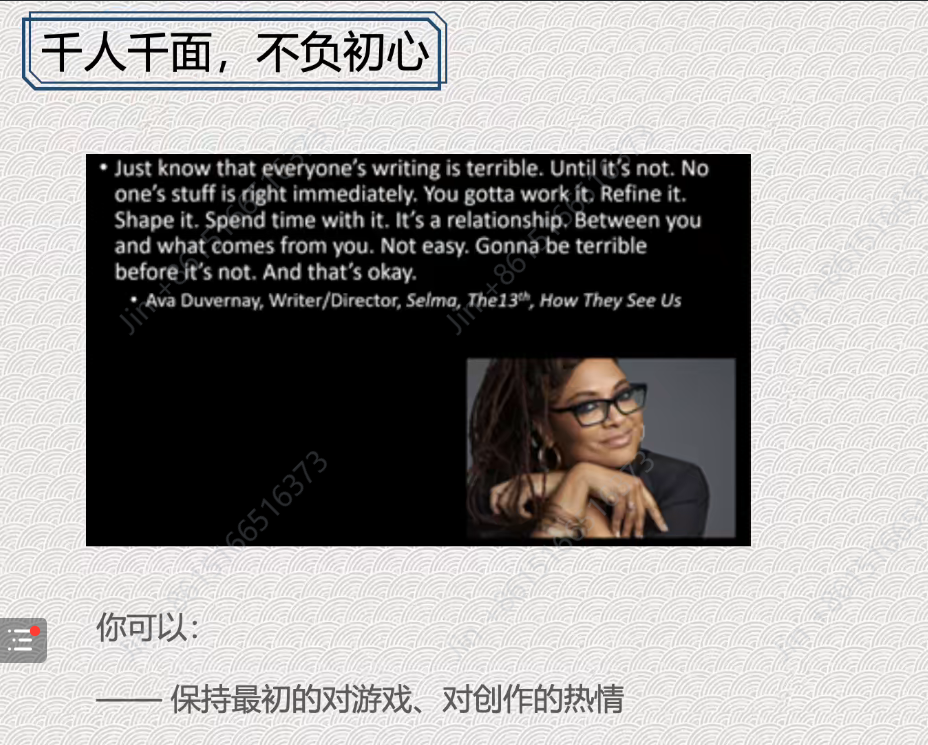 千人千面，不负初心
• Just know that everyone's writing is terrible. Until it's not. No
one's stuff is right immediately. You gotta work it. Refine it.
Shape it. Spend time with it. It's a relationship. Between you
and what comes from you. Not easy. Gonna be terrible
before it's not. And that's okay.
• Ava Duvernay, Writer/Director, Selma, The13th, How They See Us
你可以：
—— 保持最初的对游戏、对创作的热情